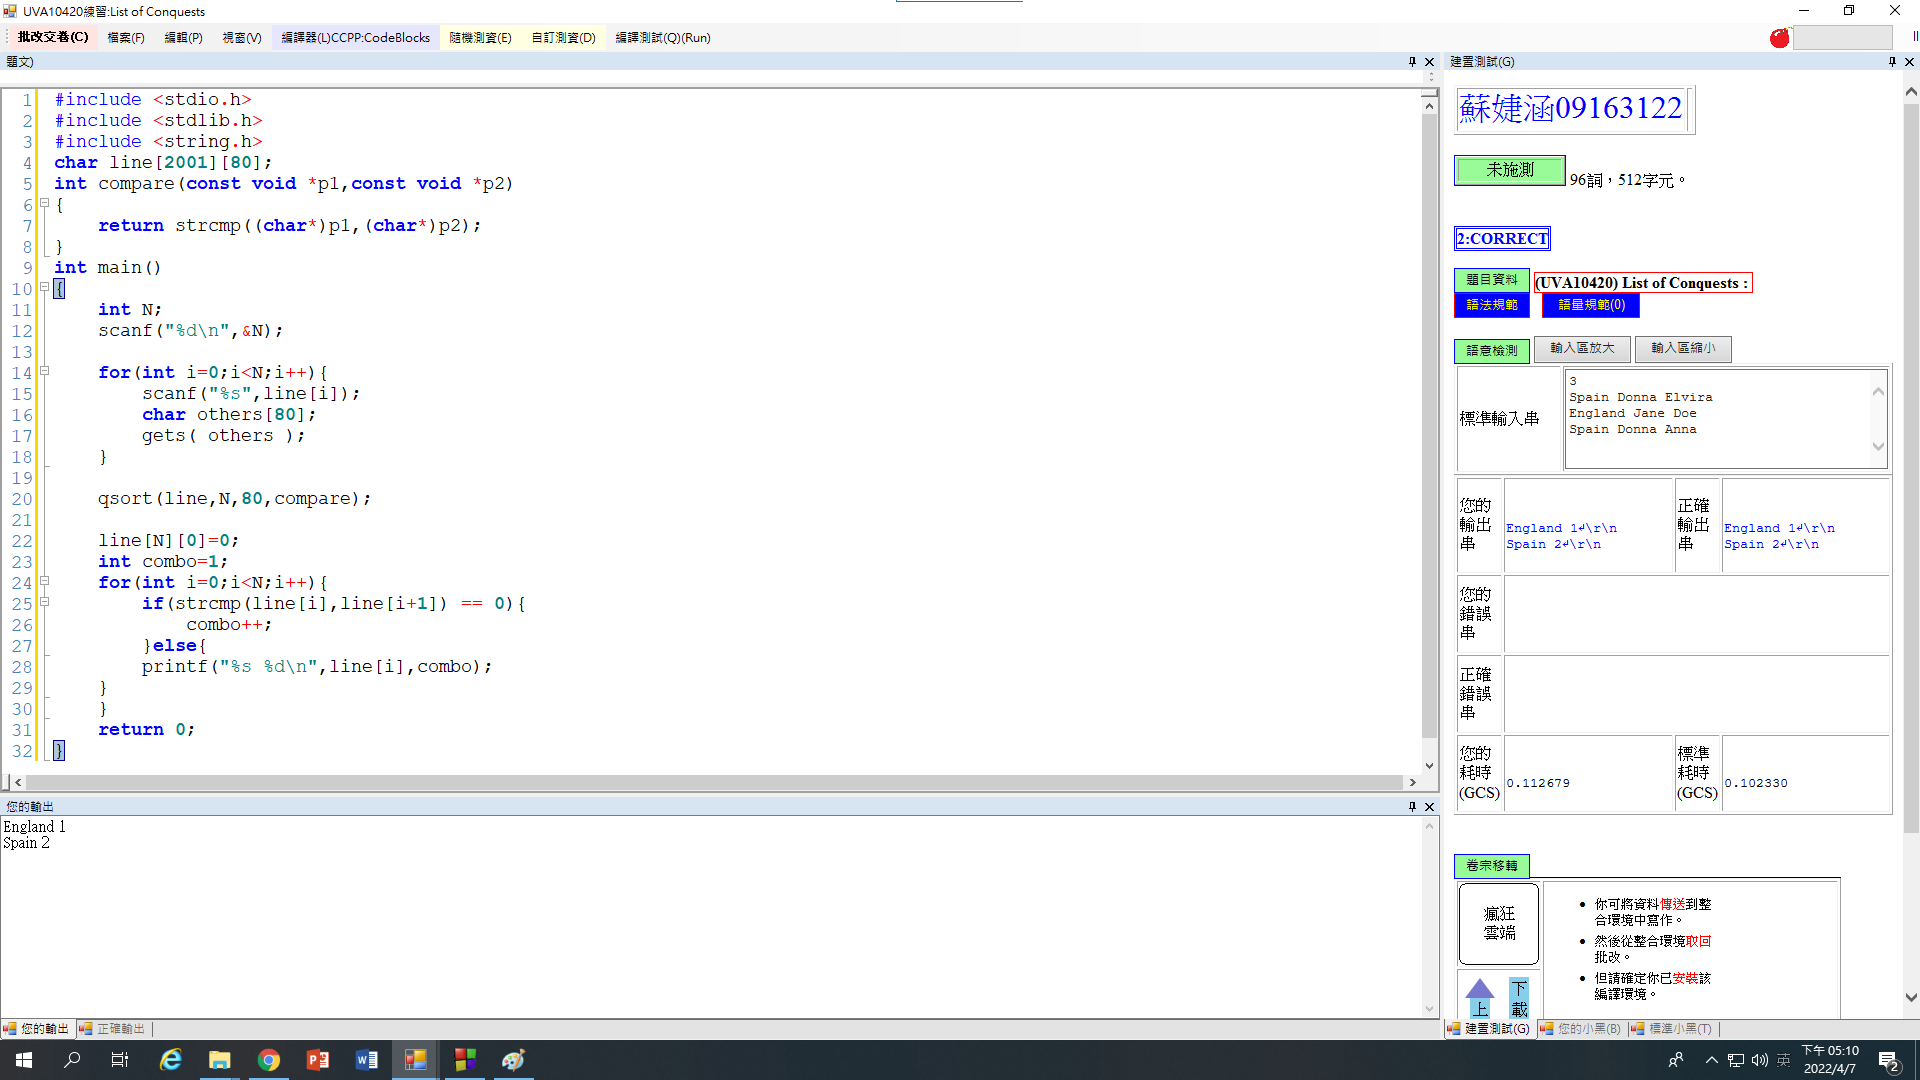 UVA10420練習:List of Conquests
批改交卷(C) 檔案(F) 編輯(P) 視窗(V) 編譯器(L)CCPP:CodeBlocks 隨機測資(E) 自訂測資(D) 編譯測試(Q)(Run)
題文)
1 #include <stdio.h>
2 #include <stdlib.h>
3 #include <string.h>
4 char line[2001][80];
5 int compare(const void *p1,const void *p2)
6 {
7 return strcmp((char*)p1,(char*)p2);
8 }
9 int main()
10 {
11 int N;
12 scanf("%d\n",&N);
13
14 for(int i=0;i<N;i++){
15 scanf("%s",line[i]);
16 char others[80];
17 gets( others );
18 }
19
20 qsort(line,N,80,compare);
21
22 line[N][0]=0;
23 int combo=1;
24 for(int i=0;i<N;i++){
25 if(strcmp(line[i],line[i+1]) == 0){
26 combo++;
27 }else{
28 printf("%s %d\n",line[i],combo);
29 }
30 }
31 return 0;
32 }
您的輸出
England 1
Spain 2
您的輸出 正確輸出
建置測試(G)
蘇婕涵09163122
未施測 96詞，512字元。
2:CORRECT
題目資料 (UVA10420) List of Conquests :
語法規範 語量規範(0)
語意檢測 輸入區放大 輸入區縮小
標準輸入串
3
Spain Donna Elvira
England Jane Doe
Spain Donna Anna
您的輸出串
England 1↵\r\n
Spain 2↵\r\n
正確輸出串
England 1↵\r\n
Spain 2↵\r\n
您的錯誤串
正確錯誤串
您的耗時(GCS) 0.112679
標準耗時(GCS) 0.102330
卷宗移轉
瘋狂雲端
上
下載
• 你可將資料傳送到整
合環境中寫作。
• 然後從整合環境取回
批改。
• 但請確定你已安裝該
編譯環境。
建置測試(G) 您的小黑(B) 標準小黑(T)
英
下午 05:10
2022/4/7
2